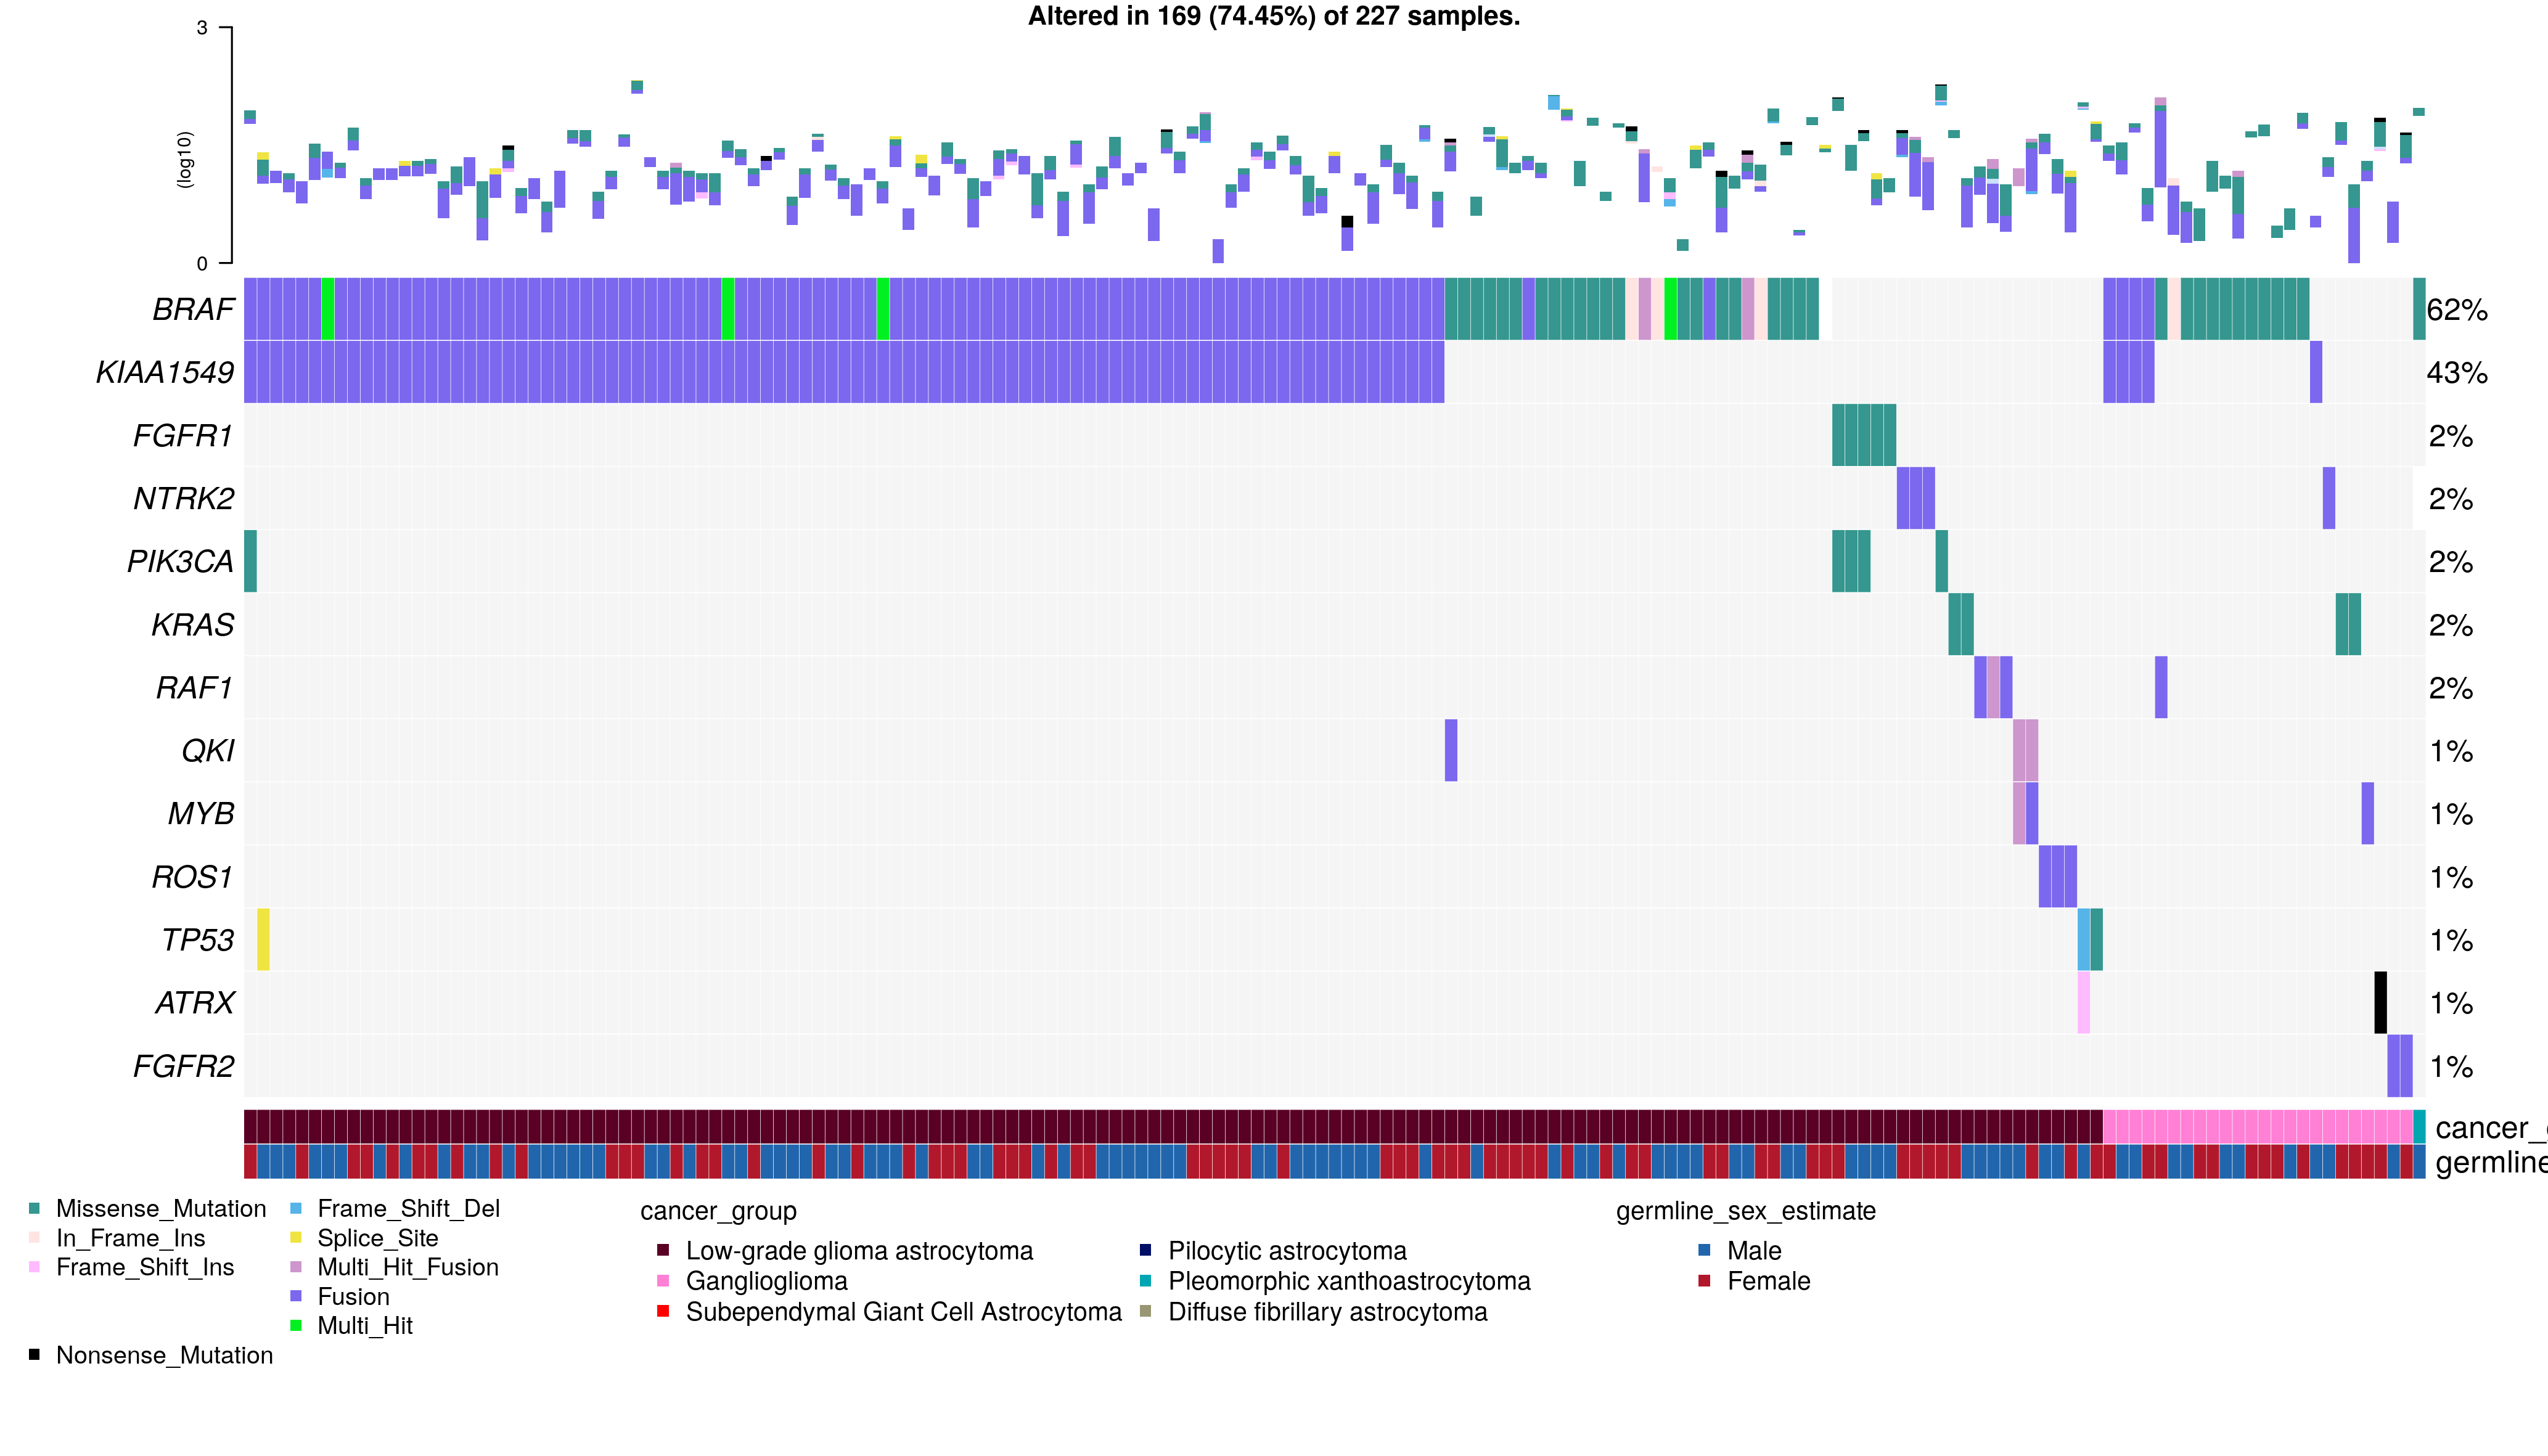 Altered in 169 (74.45%) of 227 samples.
3
(log10)
0
BRAF 62%
KIAA1549 43%
FGFR1 2%
NTRK2 2%
PIK3CA 2%
KRAS 2%
RAF1 2%
QKI 1%
MYB 1%
ROS1 1%
TP53 1%
ATRX 1%
FGFR2 1%
cancer_
germline
Missense_Mutation
In_Frame_Ins
Frame_Shift_Ins
Nonsense_Mutation
Frame_Shift_Del
Splice_Site
Multi_Hit_Fusion
Fusion
Multi_Hit
cancer_group
Low-grade glioma astrocytoma
Ganglioglioma
Subependymal Giant Cell Astrocytoma
Pilocytic astrocytoma
Pleomorphic xanthoastrocytoma
Diffuse fibrillary astrocytoma
germline_sex_estimate
Male
Female